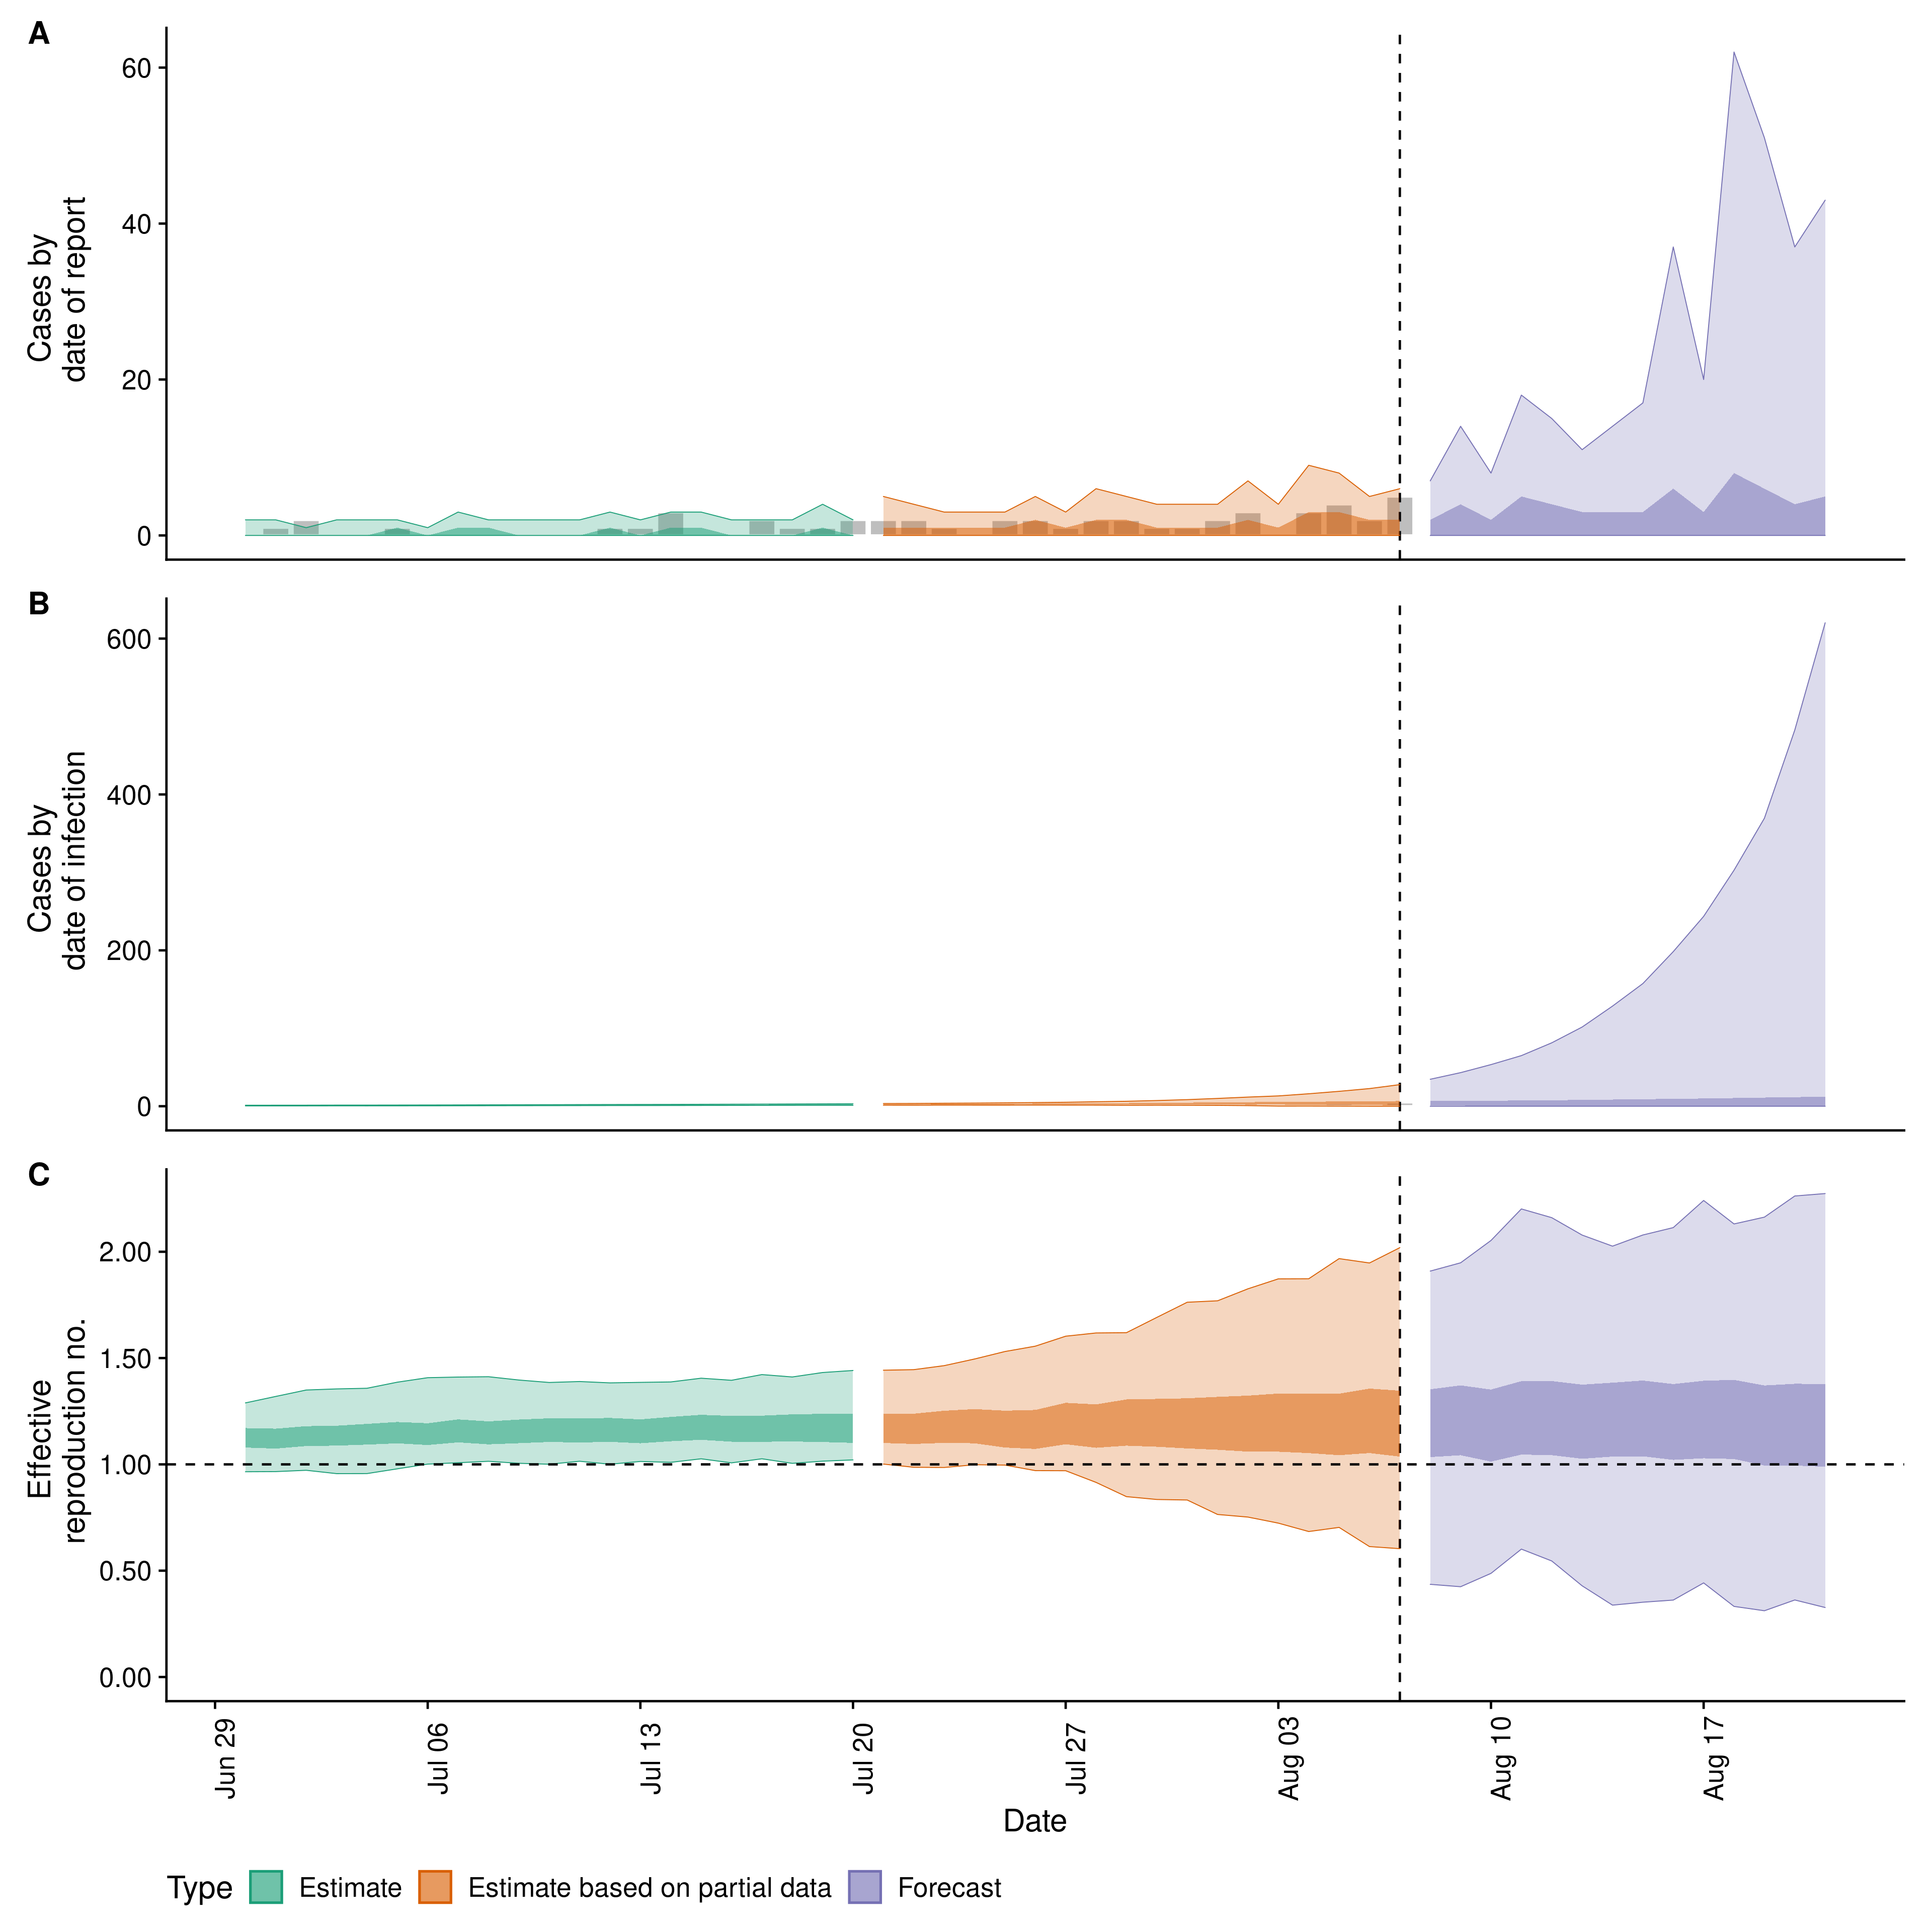 A
60
40
20
0
Cases by
date of report
B
600
400
200
0
Cases by
date of infection
C
2.00
1.50
1.00
0.50
0.00
Effective
reproduction no.
Jun 29
Jul 06
Jul 13
Jul 20
Jul 27
Aug 03
Aug 10
Aug 17
Date
Type Estimate Estimate based on partial data Forecast